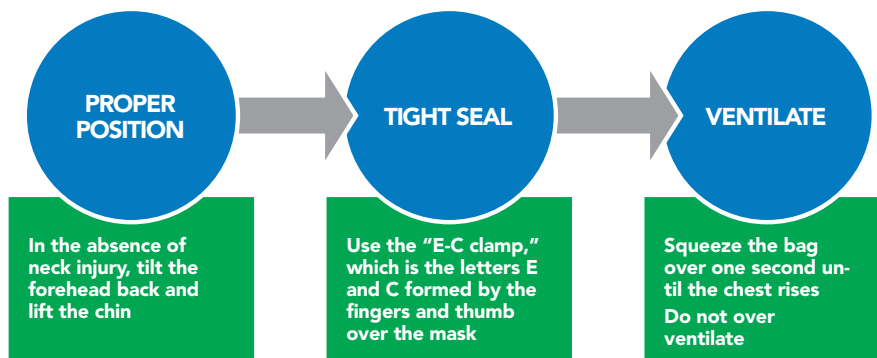 PROPER
POSITION
TIGHT SEAL
VENTILATE
In the absence of
neck injury, tilt the
forehead back and
lift the chin
Use the “E-C clamp,”
which is the letters E
and C formed by the
fingers and thumb
over the mask
Squeeze the bag
over one second un-
til the chest rises
Do not over
ventilate